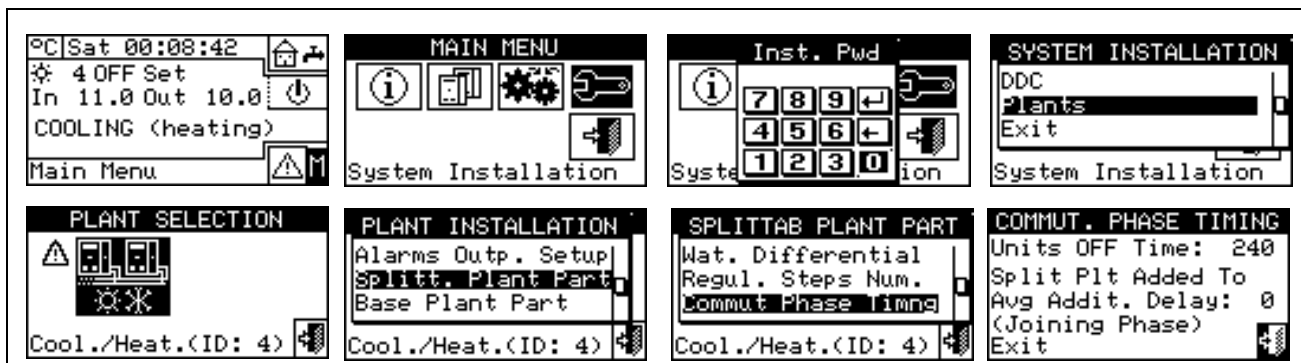 °C Sat 00:08:42
4 OFF Set
In 11.0 Out 10.0
COOLING (heating)
Main Menu M
MAIN MENU
System Installation
Inst. Pwd
7 8 9
4 5 6
1 2 3 0
Syste ion
SYSTEM INSTALLATION
DDC
Plants
Exit
System Installation
PLANT SELECTION
Cool./Heat.(ID: 4)
PLANT INSTALLATION
Alarms Outp. Setup
Splitt. Plant Part
Base Plant Part
Cool./Heat.(ID: 4)
SPLITTAB PLANT PART
Wat. Differential
Regul. Steps Num.
Commut Phase Timng
Cool./Heat.(ID: 4)
COMMUT. PHASE TIMING
Units OFF Time: 240
Split Plt Added To
Avg Addit. Delay: 0
(Joining Phase)
Exit